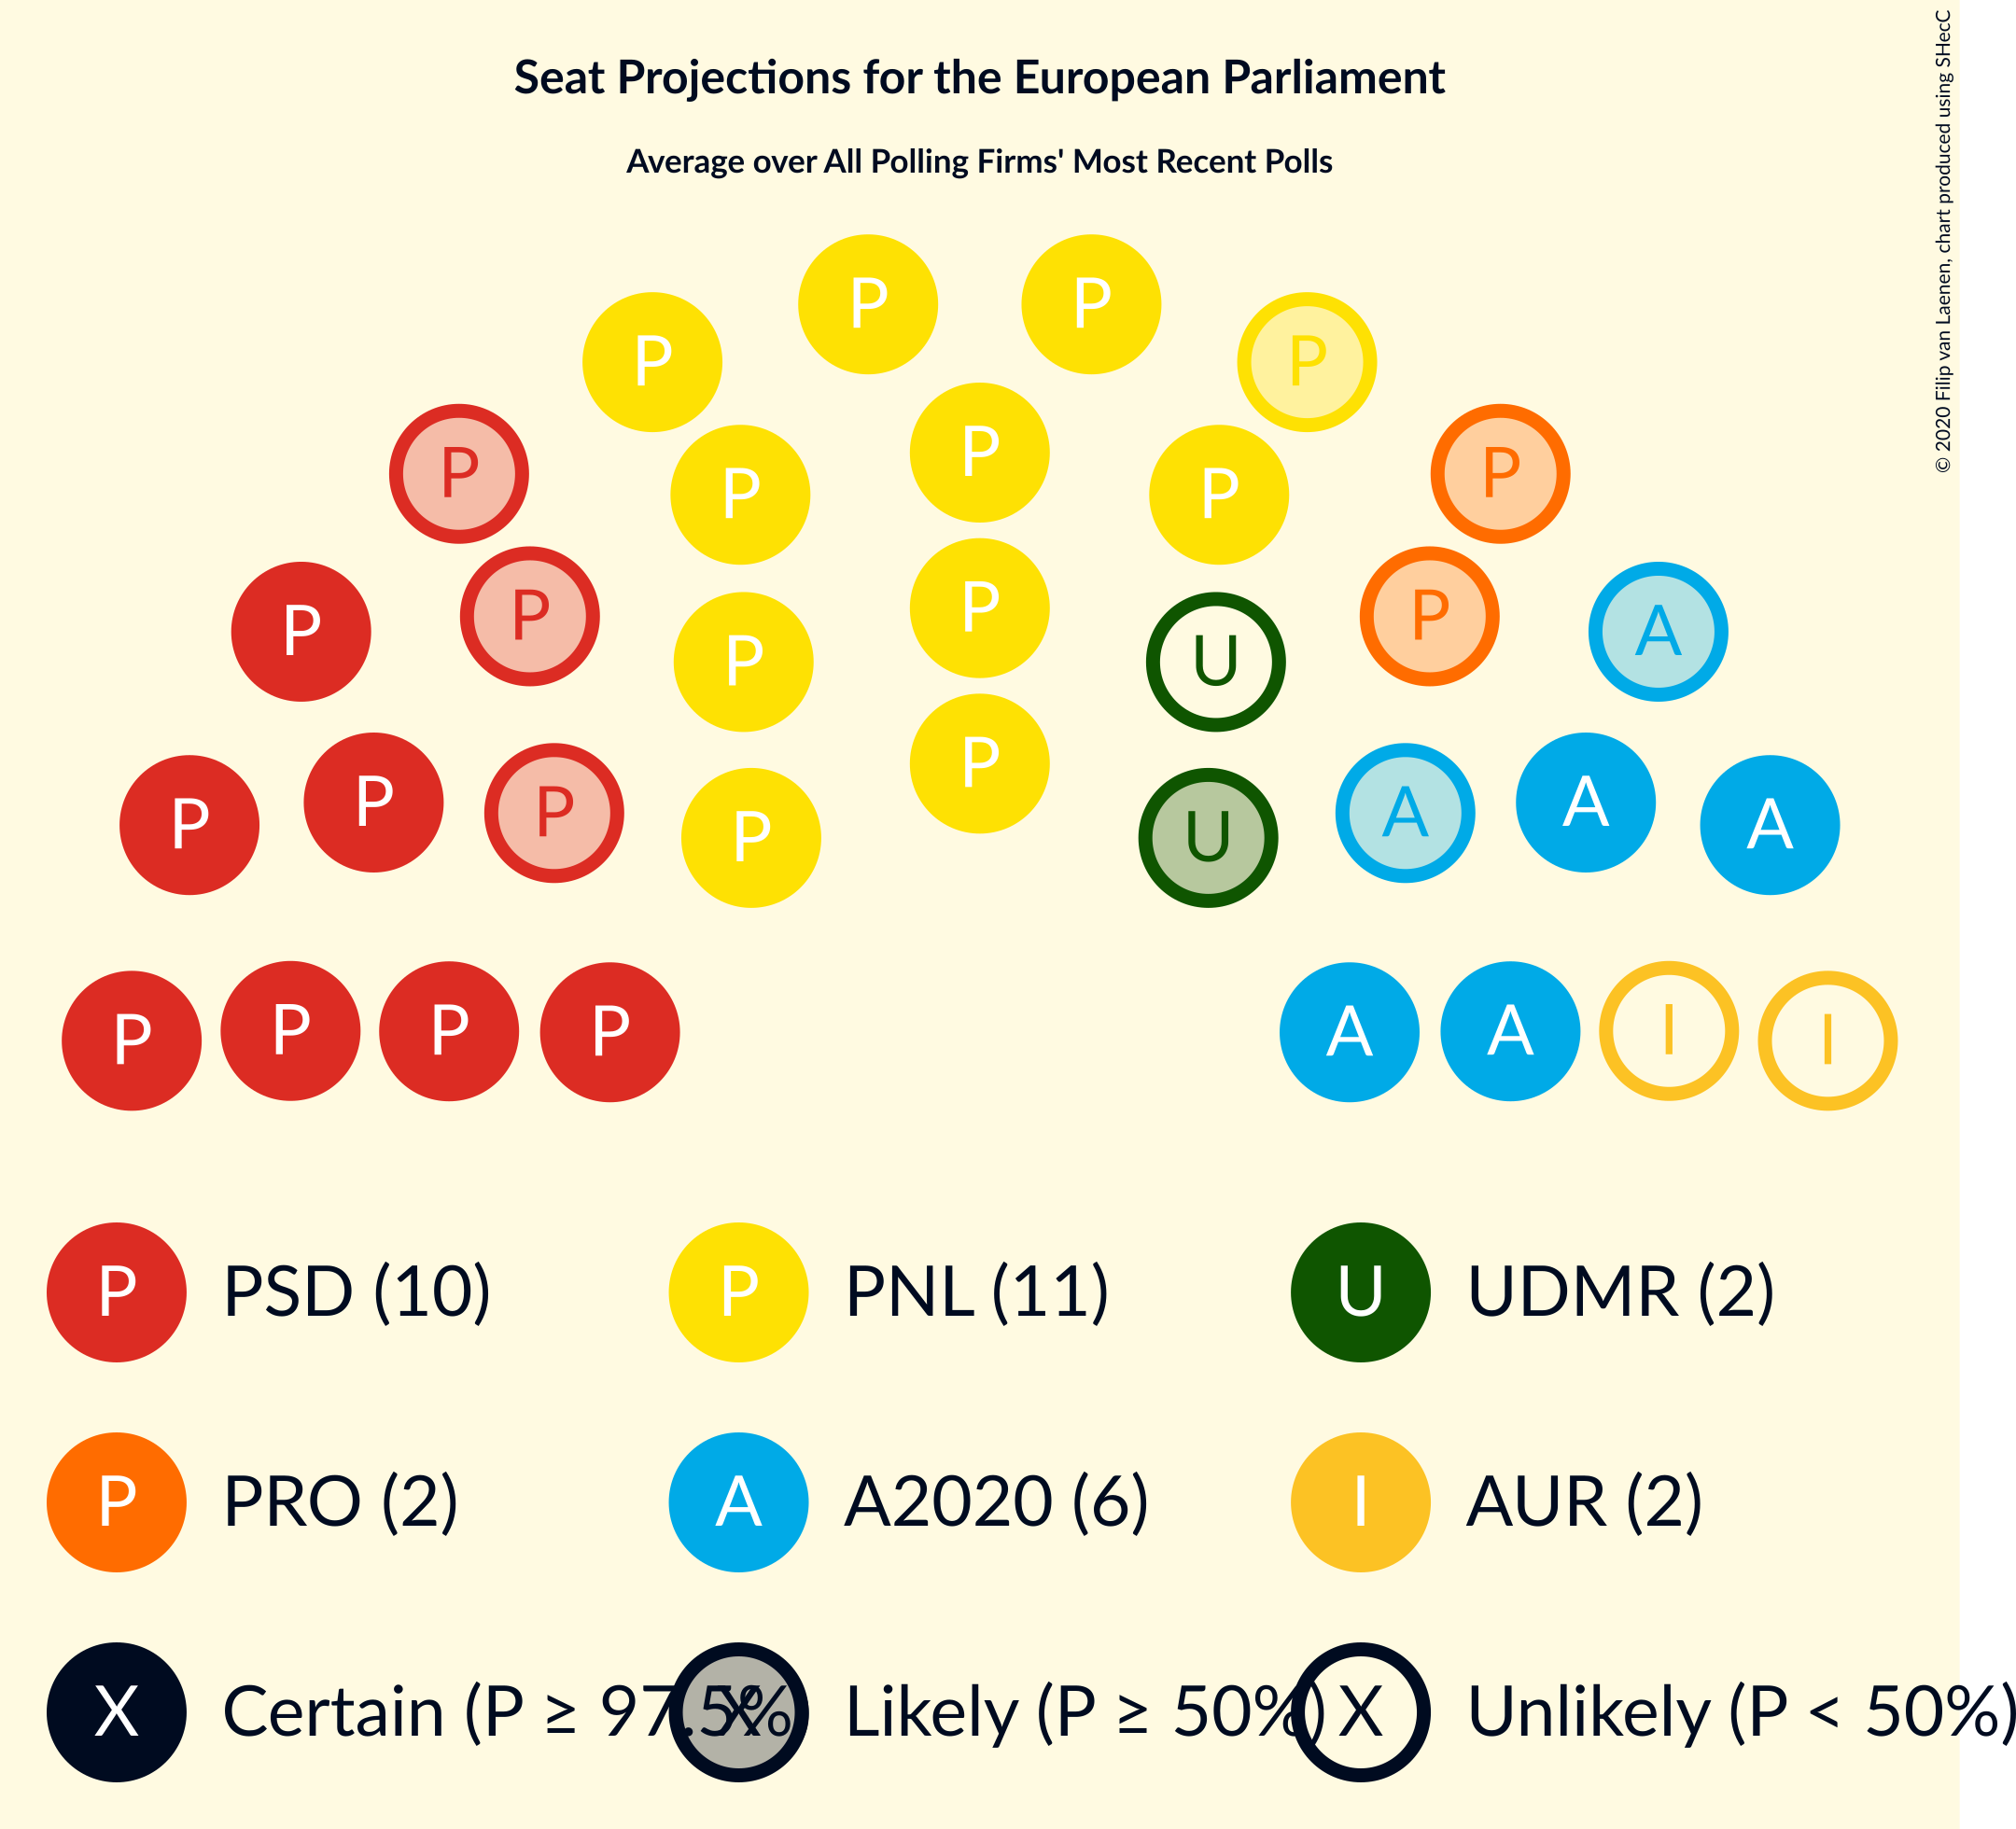 Seat Projections for the European Parliament
Average over All Polling Firms' Most Recent Polls
© 2020 Filip van Laenen, chart produced using SHecC
P P
P P
P P P P P
P P P P U P A
P P P P P U A A A
P P P P A A I I
P PSD (10)
P PNL (11)
U UDMR (2)
P PRO (2)
A A2020 (6)
I AUR (2)
X Certain (P ≥ 97.5%
X Likely (P ≥ 50%)
X Unlikely (P < 50%)